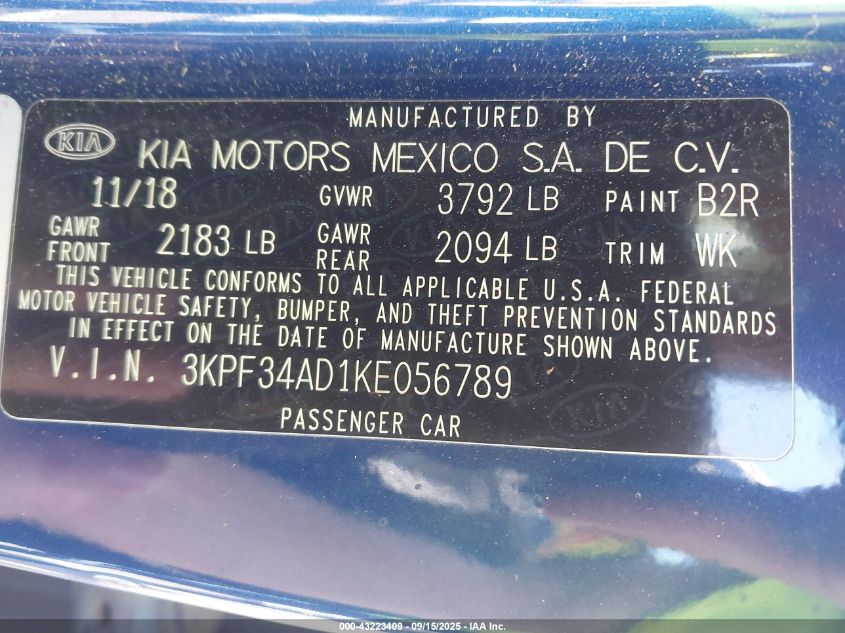 MANUFACTURED BY
KIA KIA MOTORS MEXICO S.A. DE C.V.
11/18 GVWR 3792 LB PAINT B2R
GAWR FRONT 2183 LB GAWR REAR 2094 LB TRIM WK
THIS VEHICLE CONFORMS TO ALL APPLICABLE U.S.A. FEDERAL
MOTOR VEHICLE SAFETY, BUMPER, AND THEFT PREVENTION STANDARDS
IN EFFECT ON THE DATE OF MANUFACTURE SHOWN ABOVE.
V.I.N. 3KPF34AD1KE056789
PASSENGER CAR
000-43223409 - 09/15/2025 - IAA Inc.